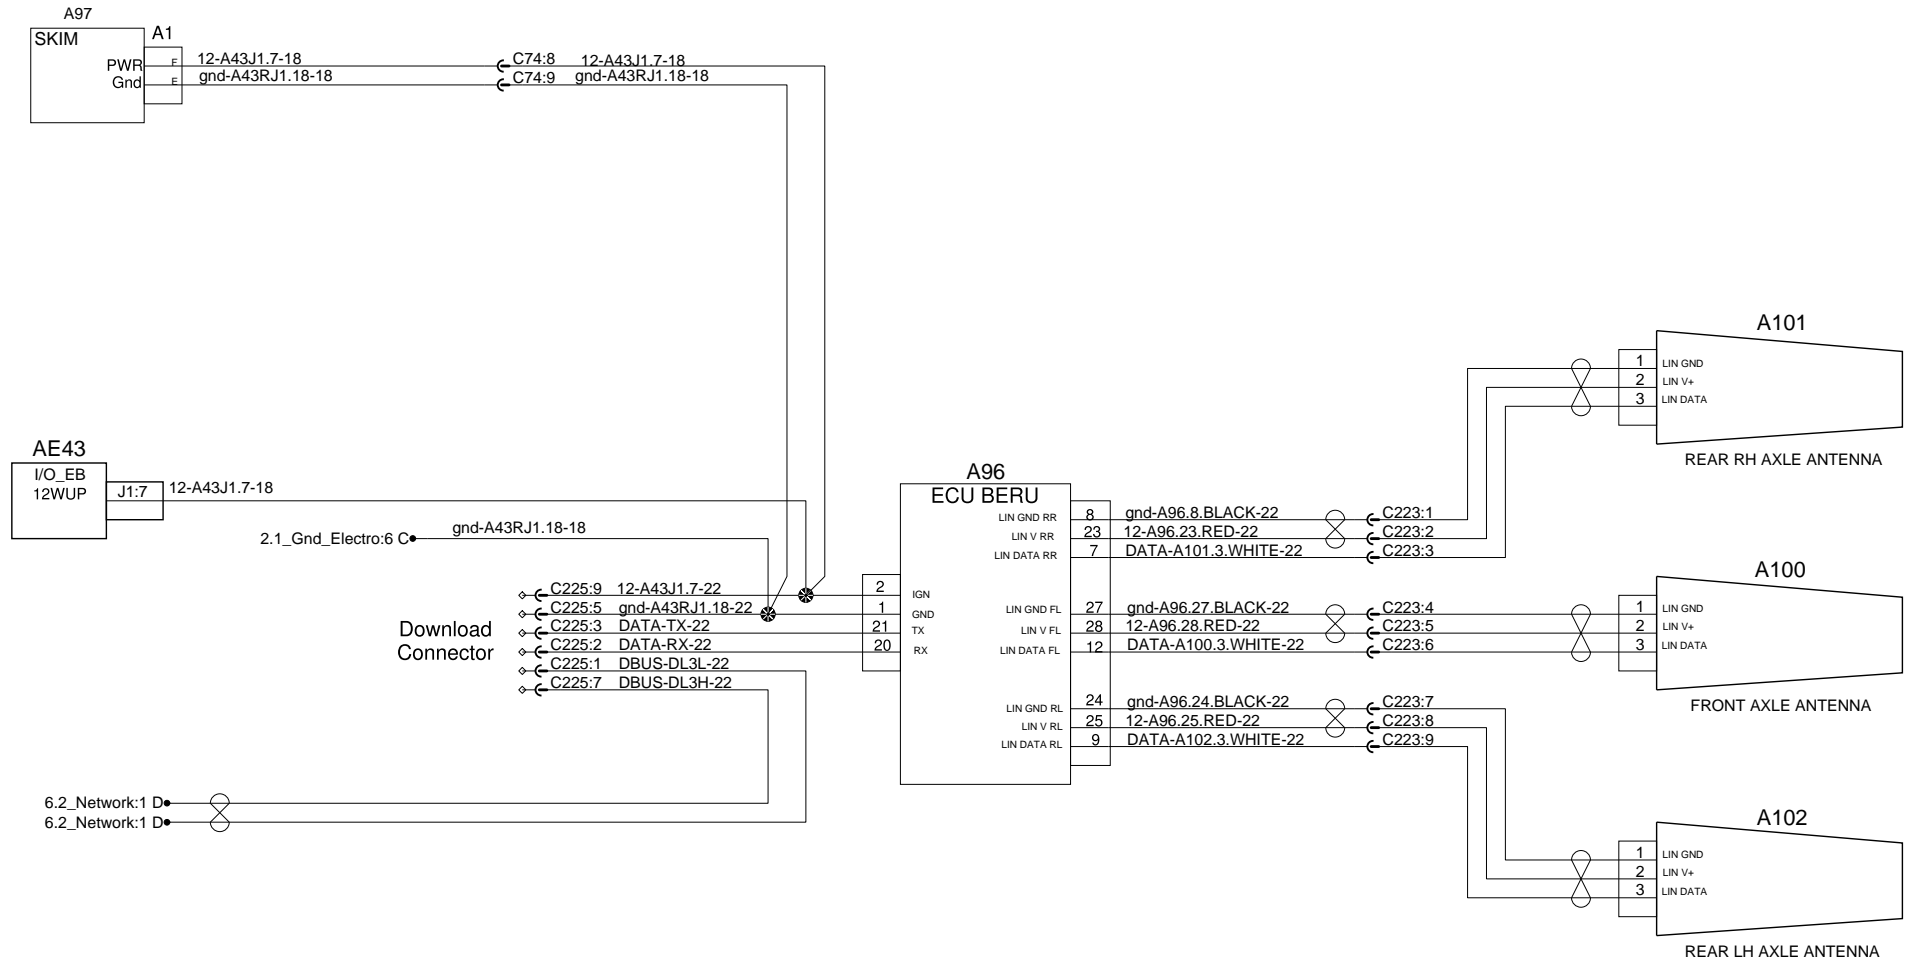 A97
SKIM
A1
PWR
F
12-A43J1.7-18
C74:8
12-A43J1.7-18
Gnd
E
gnd-A43RJ1.18-18
C74:9
gnd-A43RJ1.18-18
AE43
I/O_EB
12WUP
J1:7
12-A43J1.7-18
2.1_Gnd_Electro:6 C
gnd-A43RJ1.18-18
Download
Connector
C225:9
12-A43J1.7-22
C225:5
gnd-A43RJ1.18-22
C225:3
DATA-TX-22
C225:2
DATA-RX-22
C225:1
DBUS-DL3L-22
C225:7
DBUS-DL3H-22
6.2_Network:1 D
6.2_Network:1 D
A96
ECU BERU
2
IGN
1
GND
21
TX
20
RX
LIN GND RR
8
gnd-A96.8.BLACK-22
C223:1
LIN V RR
23
12-A96.23.RED-22
C223:2
LIN DATA RR
7
DATA-A101.3.WHITE-22
C223:3
LIN GND FL
27
gnd-A96.27.BLACK-22
C223:4
LIN V FL
28
12-A96.28.RED-22
C223:5
LIN DATA FL
12
DATA-A100.3.WHITE-22
C223:6
LIN GND RL
24
gnd-A96.24.BLACK-22
C223:7
LIN V RL
25
12-A96.25.RED-22
C223:8
LIN DATA RL
9
DATA-A102.3.WHITE-22
C223:9
A101
1
LIN GND
2
LIN V+
3
LIN DATA
REAR RH AXLE ANTENNA
A100
1
LIN GND
2
LIN V+
3
LIN DATA
FRONT AXLE ANTENNA
A102
1
LIN GND
2
LIN V+
3
LIN DATA
REAR LH AXLE ANTENNA